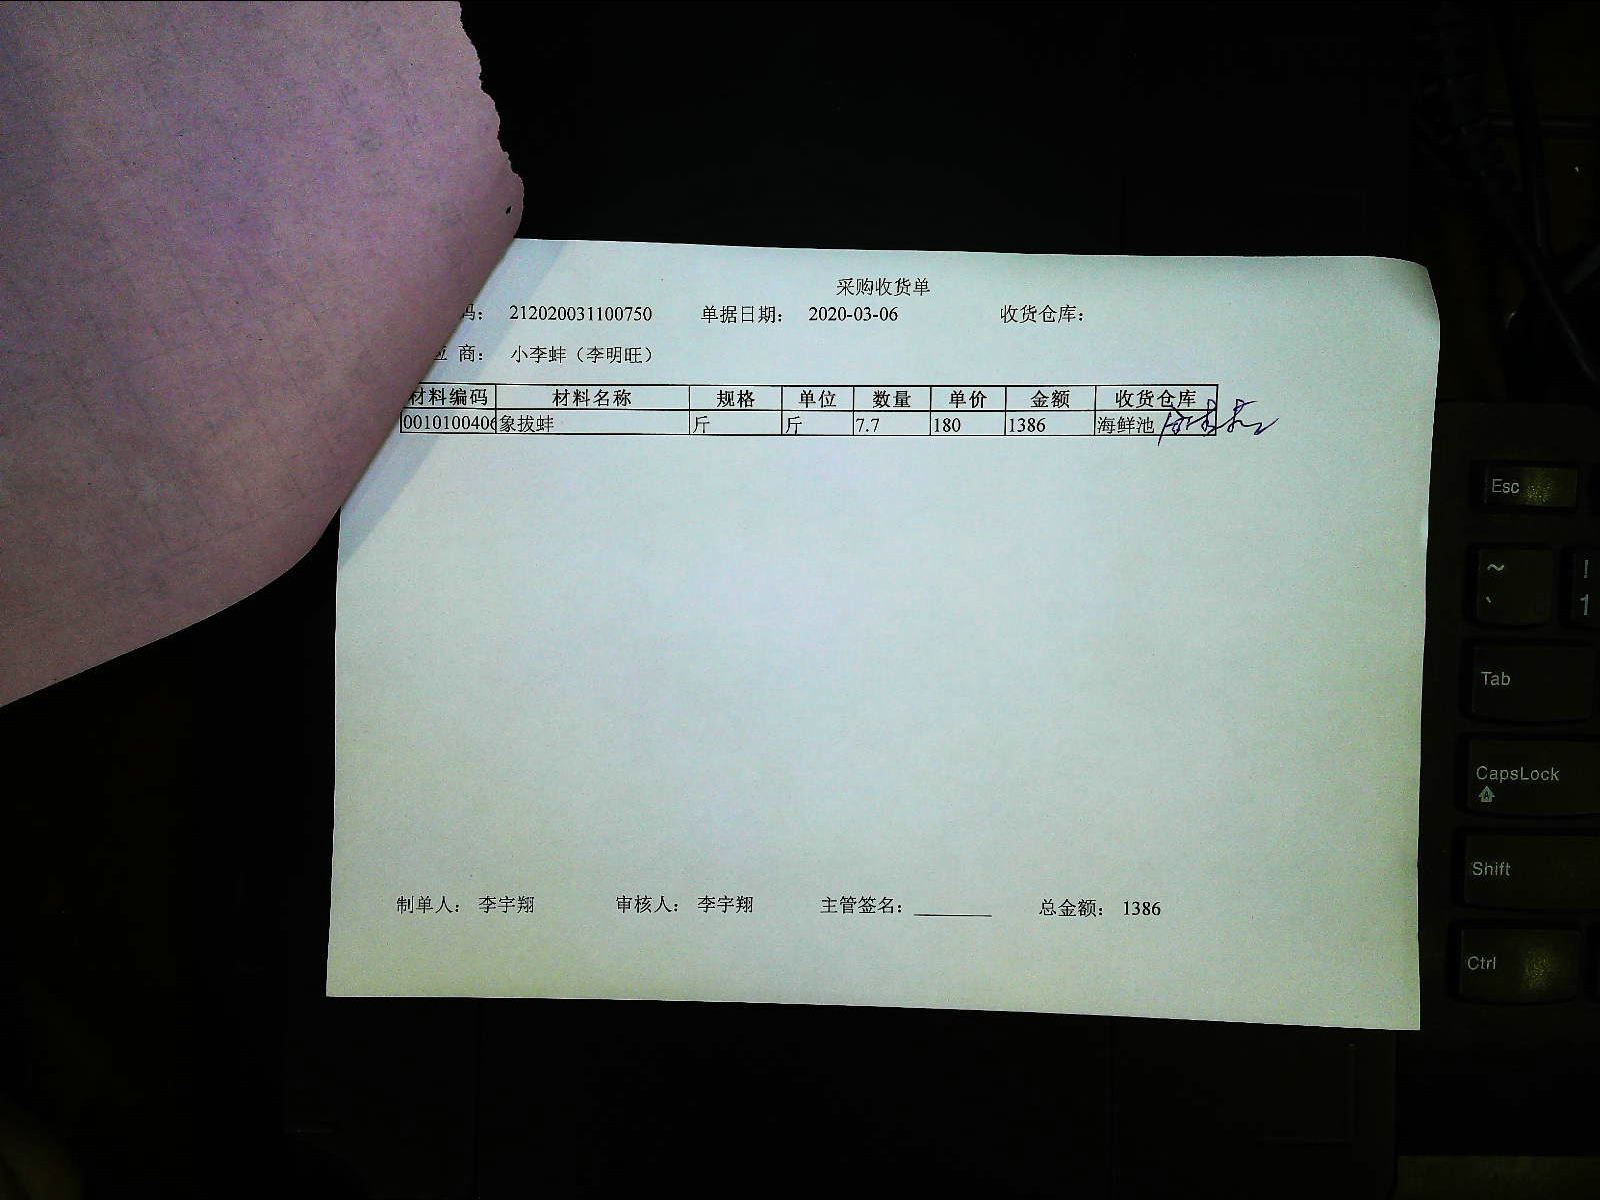 采购收货单
码： 212020031100750 单据日期： 2020-03-06 收货仓库：
应 商： 小李蚌（李明旺）
材料编码 材料名称 规格 单位 数量 单价 金额 收货仓库
0010100406 象拔蚌 斤 斤 7.7 180 1386 海鲜池
制单人： 李宇翔 审核人： 李宇翔 主管签名： 总金额： 1386
Esc
~ !
` 1
Tab
CapsLock
Shift
Ctrl